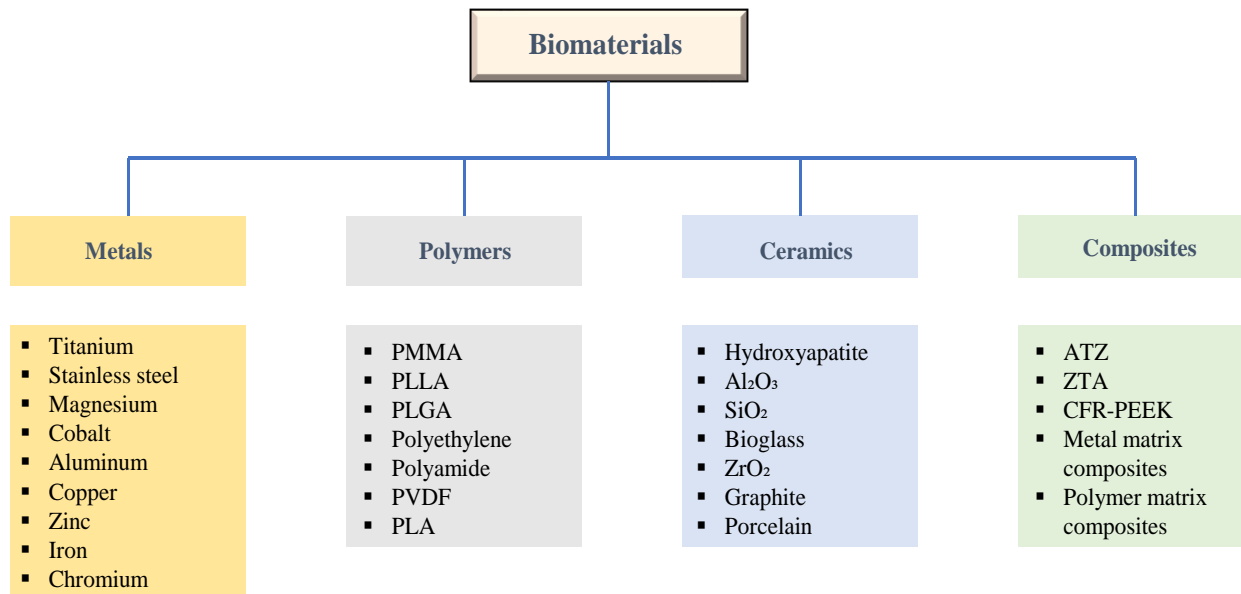 Biomaterials
Metals
Polymers
Ceramics
Composites
▪ Titanium
▪ Stainless steel
▪ Magnesium
▪ Cobalt
▪ Aluminum
▪ Copper
▪ Zinc
▪ Iron
▪ Chromium
▪ PMMA
▪ PLLA
▪ PLGA
▪ Polyethylene
▪ Polyamide
▪ PVDF
▪ PLA
▪ Hydroxyapatite
▪ Al₂O₃
▪ SiO₂
▪ Bioglass
▪ ZrO₂
▪ Graphite
▪ Porcelain
▪ ATZ
▪ ZTA
▪ CFR-PEEK
▪ Metal matrix
composites
▪ Polymer matrix
composites